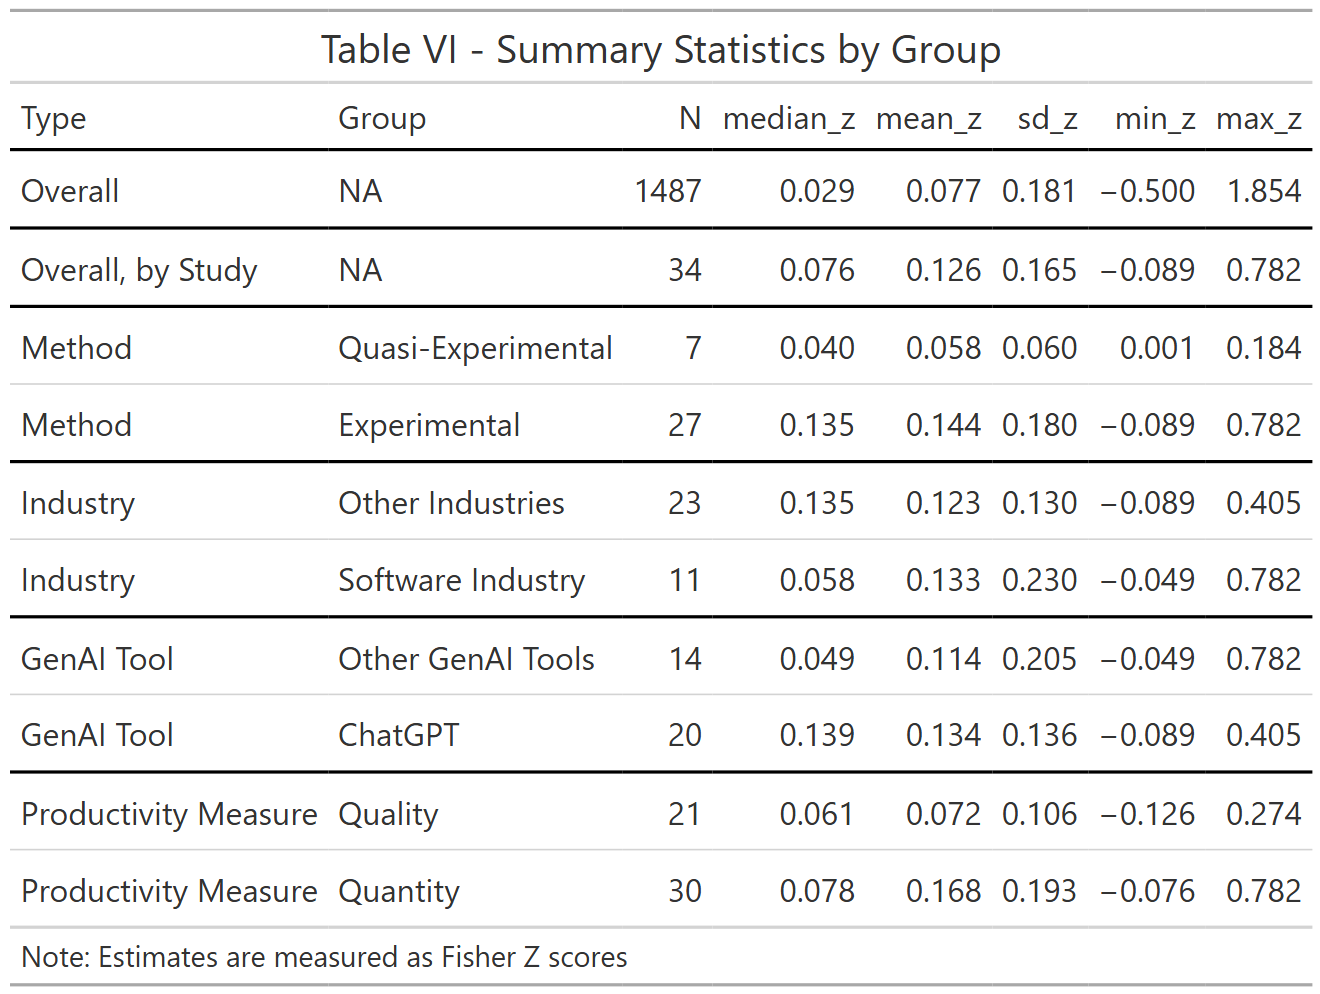 Table VI - Summary Statistics by Group
Type Group N median_z mean_z sd_z min_z max_z
Overall NA 1487 0.029 0.077 0.181 −0.500 1.854
Overall, by Study NA 34 0.076 0.126 0.165 −0.089 0.782
Method Quasi-Experimental 7 0.040 0.058 0.060 0.001 0.184
Method Experimental 27 0.135 0.144 0.180 −0.089 0.782
Industry Other Industries 23 0.135 0.123 0.130 −0.089 0.405
Industry Software Industry 11 0.058 0.133 0.230 −0.049 0.782
GenAI Tool Other GenAI Tools 14 0.049 0.114 0.205 −0.049 0.782
GenAI Tool ChatGPT 20 0.139 0.134 0.136 −0.089 0.405
Productivity Measure Quality 21 0.061 0.072 0.106 −0.126 0.274
Productivity Measure Quantity 30 0.078 0.168 0.193 −0.076 0.782
Note: Estimates are measured as Fisher Z scores